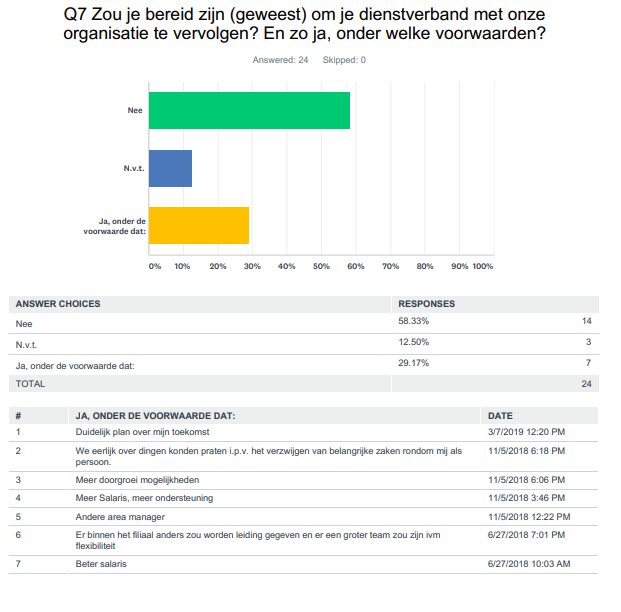 Q7 Zou je bereid zijn (geweest) om je dienstverband met onze
organisatie te vervolgen? En zo ja, onder welke voorwaarden?
Answered: 24 Skipped: 0
Nee
N.v.t.
Ja, onder de
voorwaarde dat:
0% 10% 20% 30% 40% 50% 60% 70% 80% 90% 100%
ANSWER CHOICES RESPONSES
Nee 58.33% 14
N.v.t. 12.50% 3
Ja, onder de voorwaarde dat: 29.17% 7
TOTAL 24
# JA, ONDER DE VOORWAARDE DAT: DATE
1 Duidelijk plan over mijn toekomst 3/7/2019 12:20 PM
2 We eerlijk over dingen konden praten i.p.v. het verzwijgen van belangrijke zaken rondom mij als 11/5/2018 6:18 PM
persoon.
3 Meer doorgroei mogelijkheden 11/5/2018 6:06 PM
4 Meer Salaris, meer ondersteuning 11/5/2018 3:46 PM
5 Andere area manager 11/5/2018 12:22 PM
6 Er binnen het filiaal anders zou worden leiding gegeven en er een groter team zou zijn ivm 6/27/2018 7:01 PM
flexibiliteit
7 Beter salaris 6/27/2018 10:03 AM